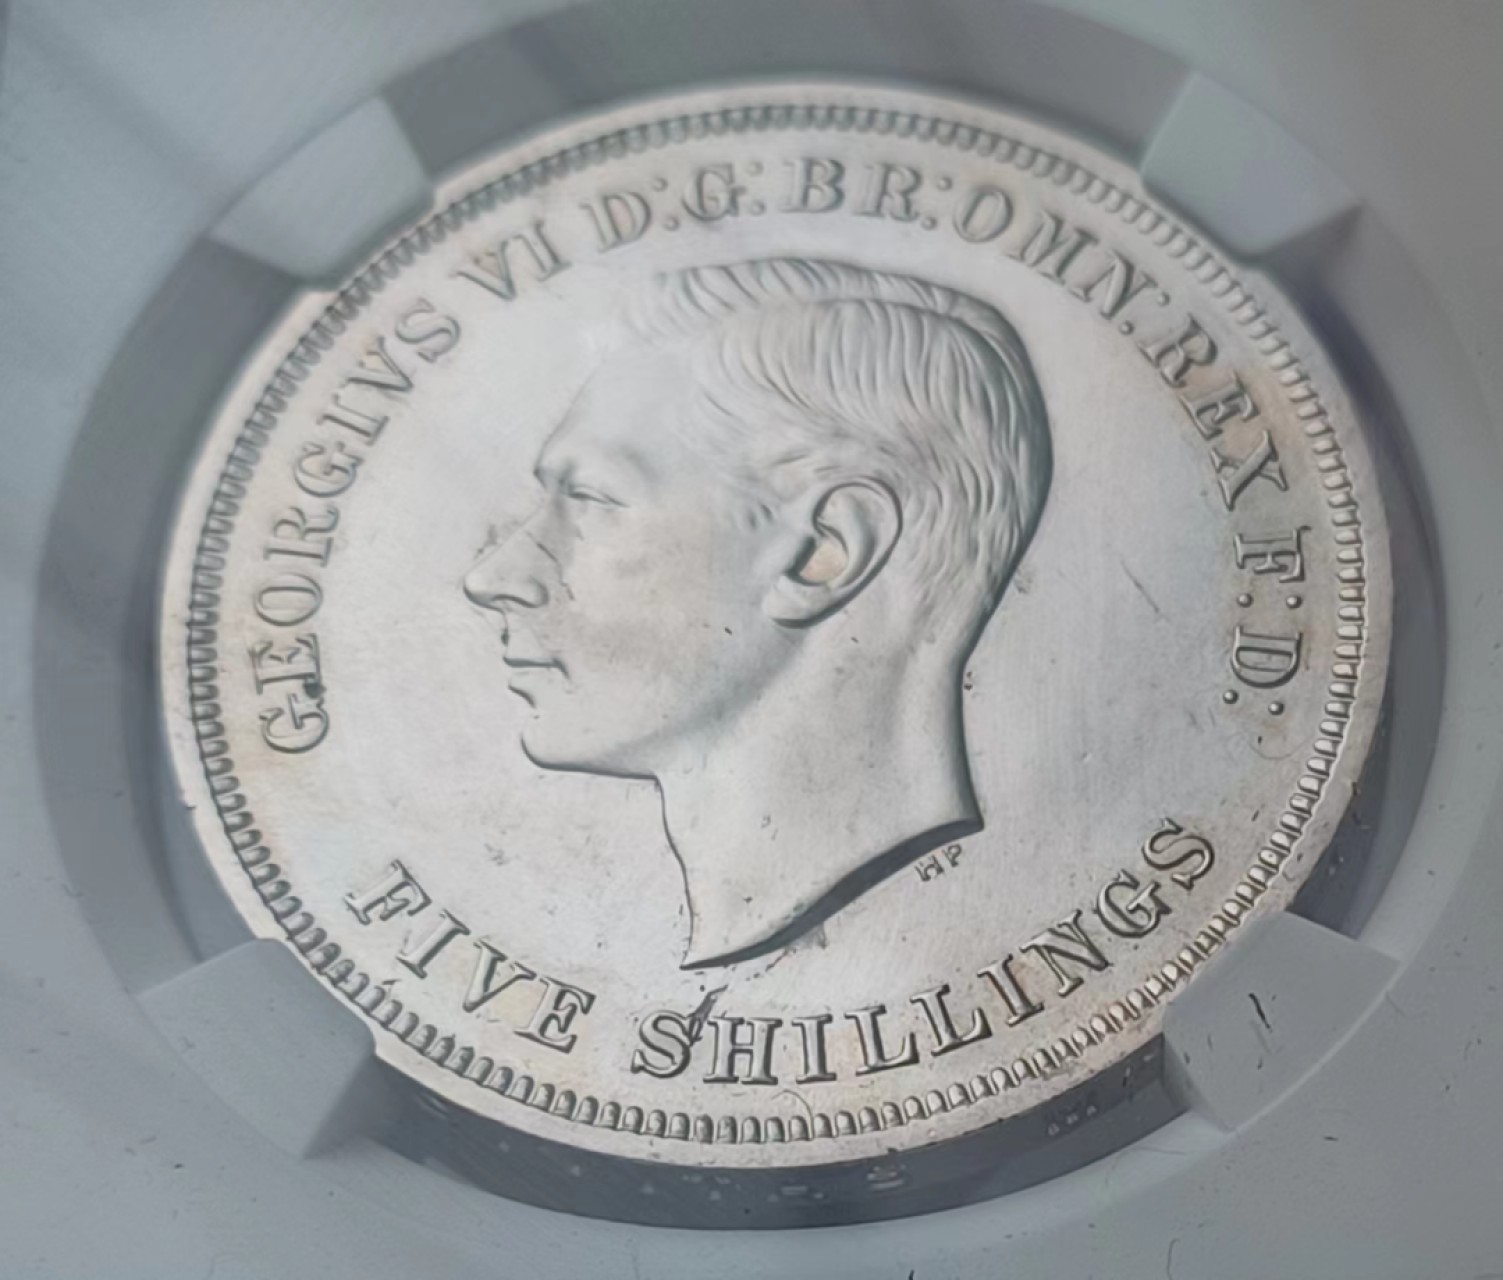 GEORGIVS VI D:G:BR:OMN:REX F:D:
HP
FIVE SHILLINGS